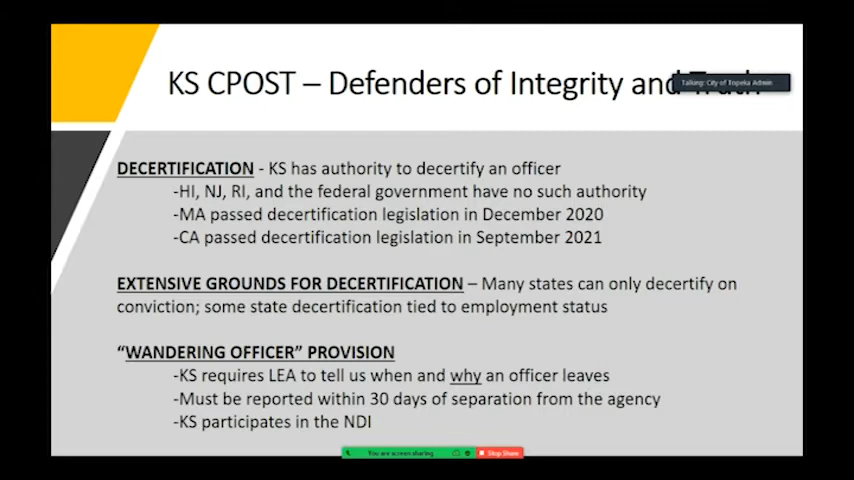 KS CPOST – Defenders of Integrity and Truth
Talking: City of Topeka Admin
DECERTIFICATION - KS has authority to decertify an officer
-HI, NJ, RI, and the federal government have no such authority
-MA passed decertification legislation in December 2020
-CA passed decertification legislation in September 2021
EXTENSIVE GROUNDS FOR DECERTIFICATION – Many states can only decertify on
conviction; some state decertification tied to employment status
“WANDERING OFFICER” PROVISION
-KS requires LEA to tell us when and why an officer leaves
-Must be reported within 30 days of separation from the agency
-KS participates in the NDI
You are screen sharing
Stop Share